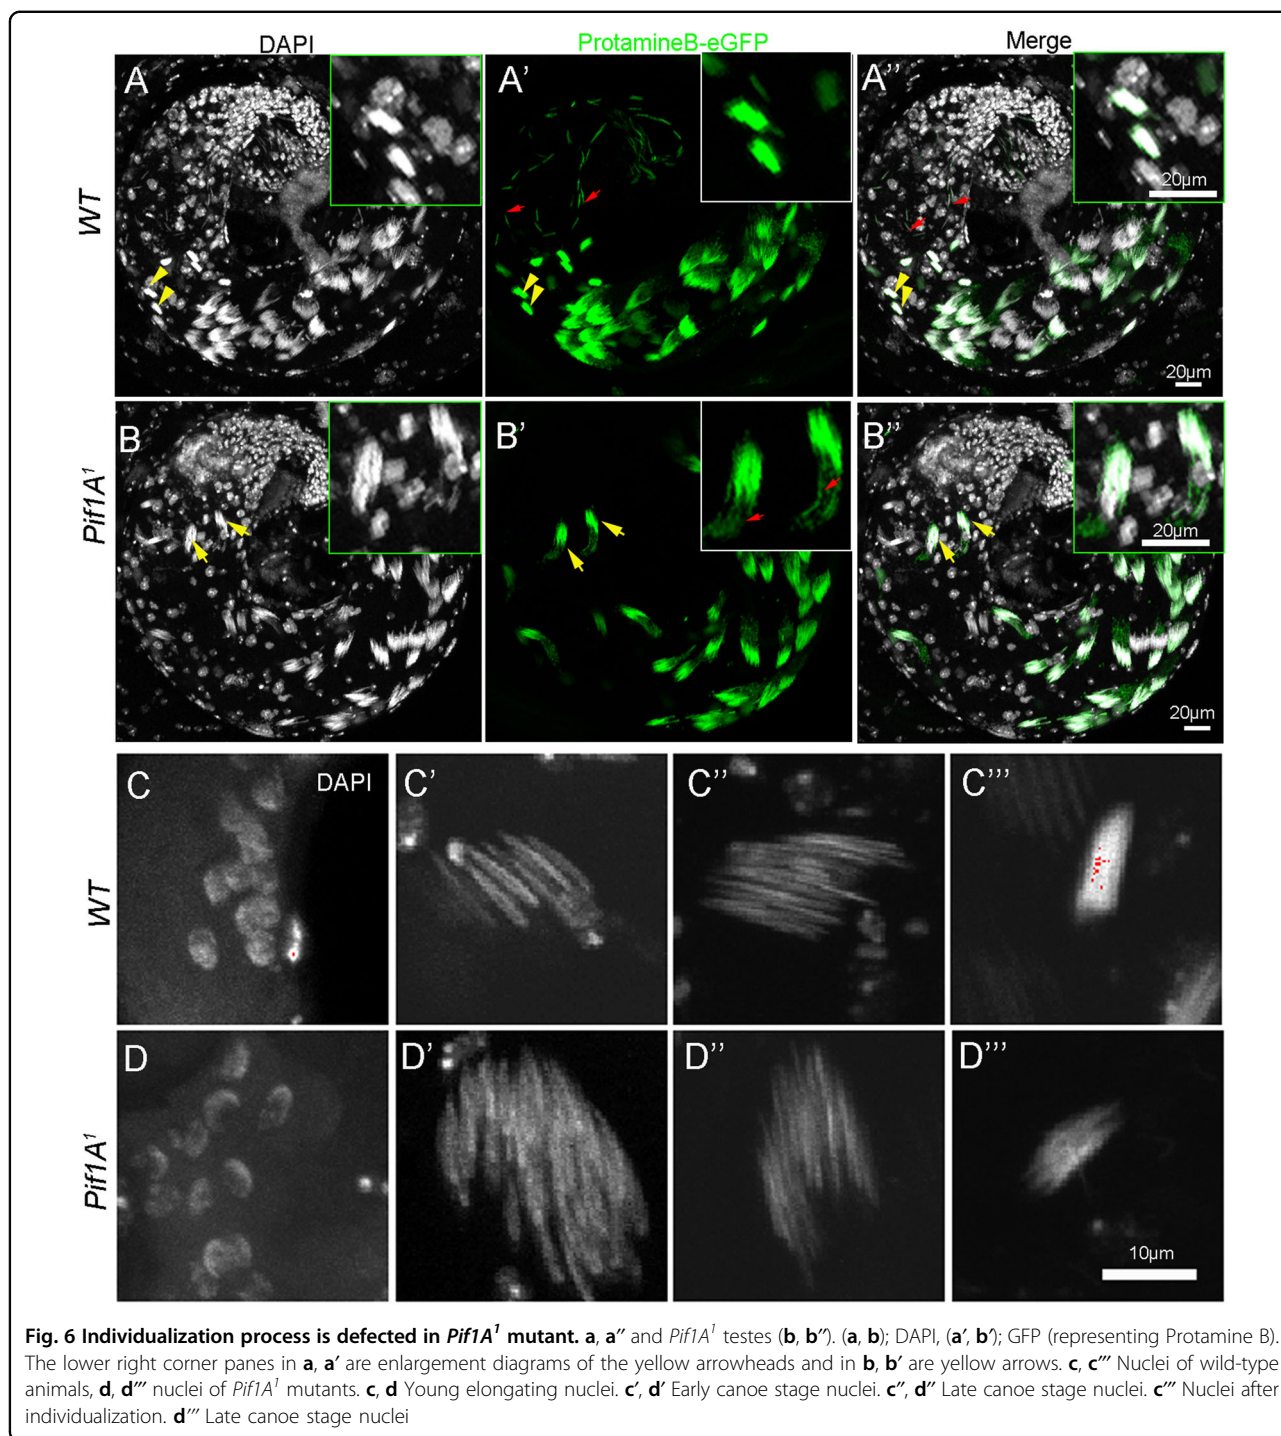 DAPI ProtamineB-eGFP Merge
WT
A A’ A’’
20µm
20µm
Pif1A¹
B B’ B’’
20µm
20µm
WT
C DAPI C’ C’’ C’’’
Pif1A¹
D D’ D’’ D’’’
10µm
Fig. 6 Individualization process is defected in Pif1A¹ mutant. a, a″ and Pif1A¹ testes (b, b″). (a, b); DAPI, (a′, b′); GFP (representing Protamine B).
The lower right corner panes in a, a′ are enlargement diagrams of the yellow arrowheads and in b, b′ are yellow arrows. c, c‴ Nuclei of wild-type
animals, d, d‴ nuclei of Pif1A¹ mutants. c, d Young elongating nuclei. c′, d′ Early canoe stage nuclei. c″, d″ Late canoe stage nuclei. c‴ Nuclei after
individualization. d‴ Late canoe stage nuclei